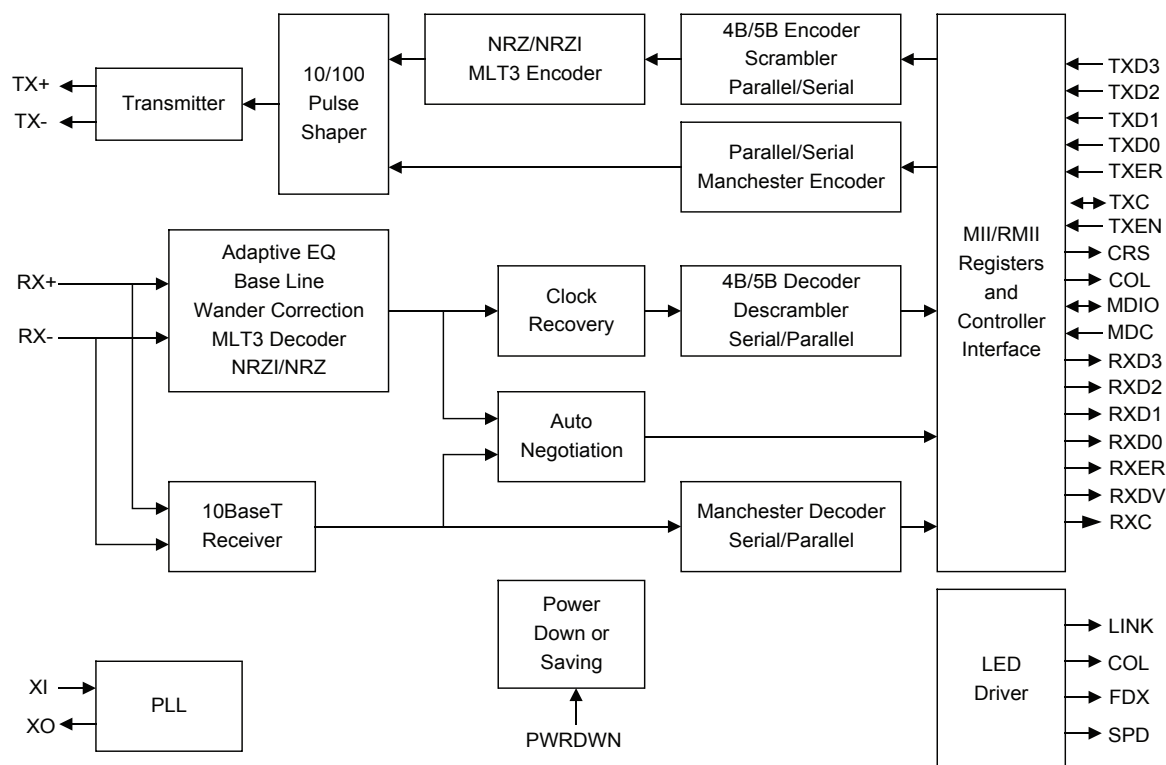 TX+
TX-
Transmitter
10/100
Pulse
Shaper
NRZ/NRZI
MLT3 Encoder
4B/5B Encoder
Scrambler
Parallel/Serial
Parallel/Serial
Manchester Encoder
RX+
RX-
Adaptive EQ
Base Line
Wander Correction
MLT3 Decoder
NRZI/NRZ
Clock
Recovery
4B/5B Decoder
Descrambler
Serial/Parallel
Auto
Negotiation
10BaseT
Receiver
Manchester Decoder
Serial/Parallel
MII/RMII
Registers
and
Controller
Interface
TXD3
TXD2
TXD1
TXD0
TXER
TXC
TXEN
CRS
COL
MDIO
MDC
RXD3
RXD2
RXD1
RXD0
RXER
RXDV
RXC
Power
Down or
Saving
PWRDWN
XI
XO
PLL
LED
Driver
LINK
COL
FDX
SPD